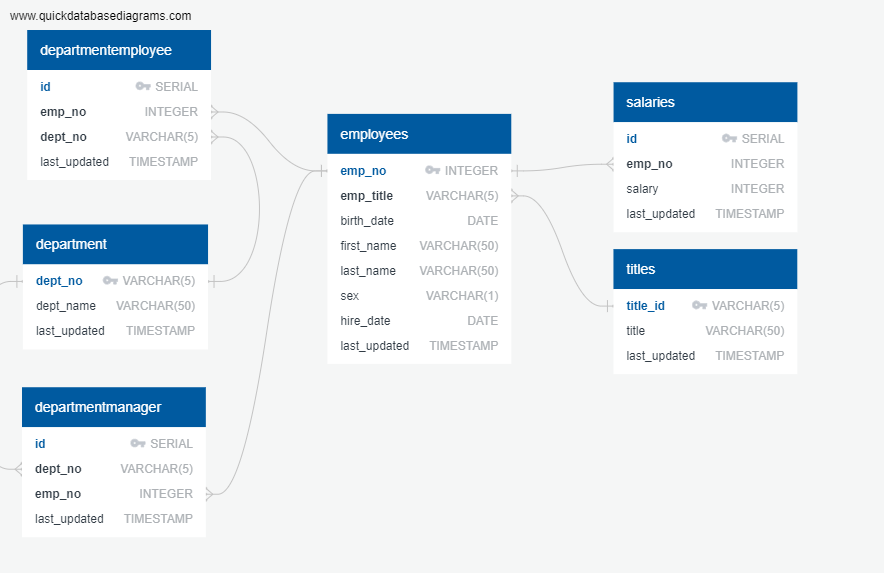 www.quickdatabasediagrams.com
departmentemployee
id SERIAL
emp_no INTEGER
dept_no VARCHAR(5)
last_updated TIMESTAMP
department
dept_no VARCHAR(5)
dept_name VARCHAR(50)
last_updated TIMESTAMP
departmentmanager
id SERIAL
dept_no VARCHAR(5)
emp_no INTEGER
last_updated TIMESTAMP
employees
emp_no INTEGER
emp_title VARCHAR(5)
birth_date DATE
first_name VARCHAR(50)
last_name VARCHAR(50)
sex VARCHAR(1)
hire_date DATE
last_updated TIMESTAMP
salaries
id SERIAL
emp_no INTEGER
salary INTEGER
last_updated TIMESTAMP
titles
title_id VARCHAR(5)
title VARCHAR(50)
last_updated TIMESTAMP